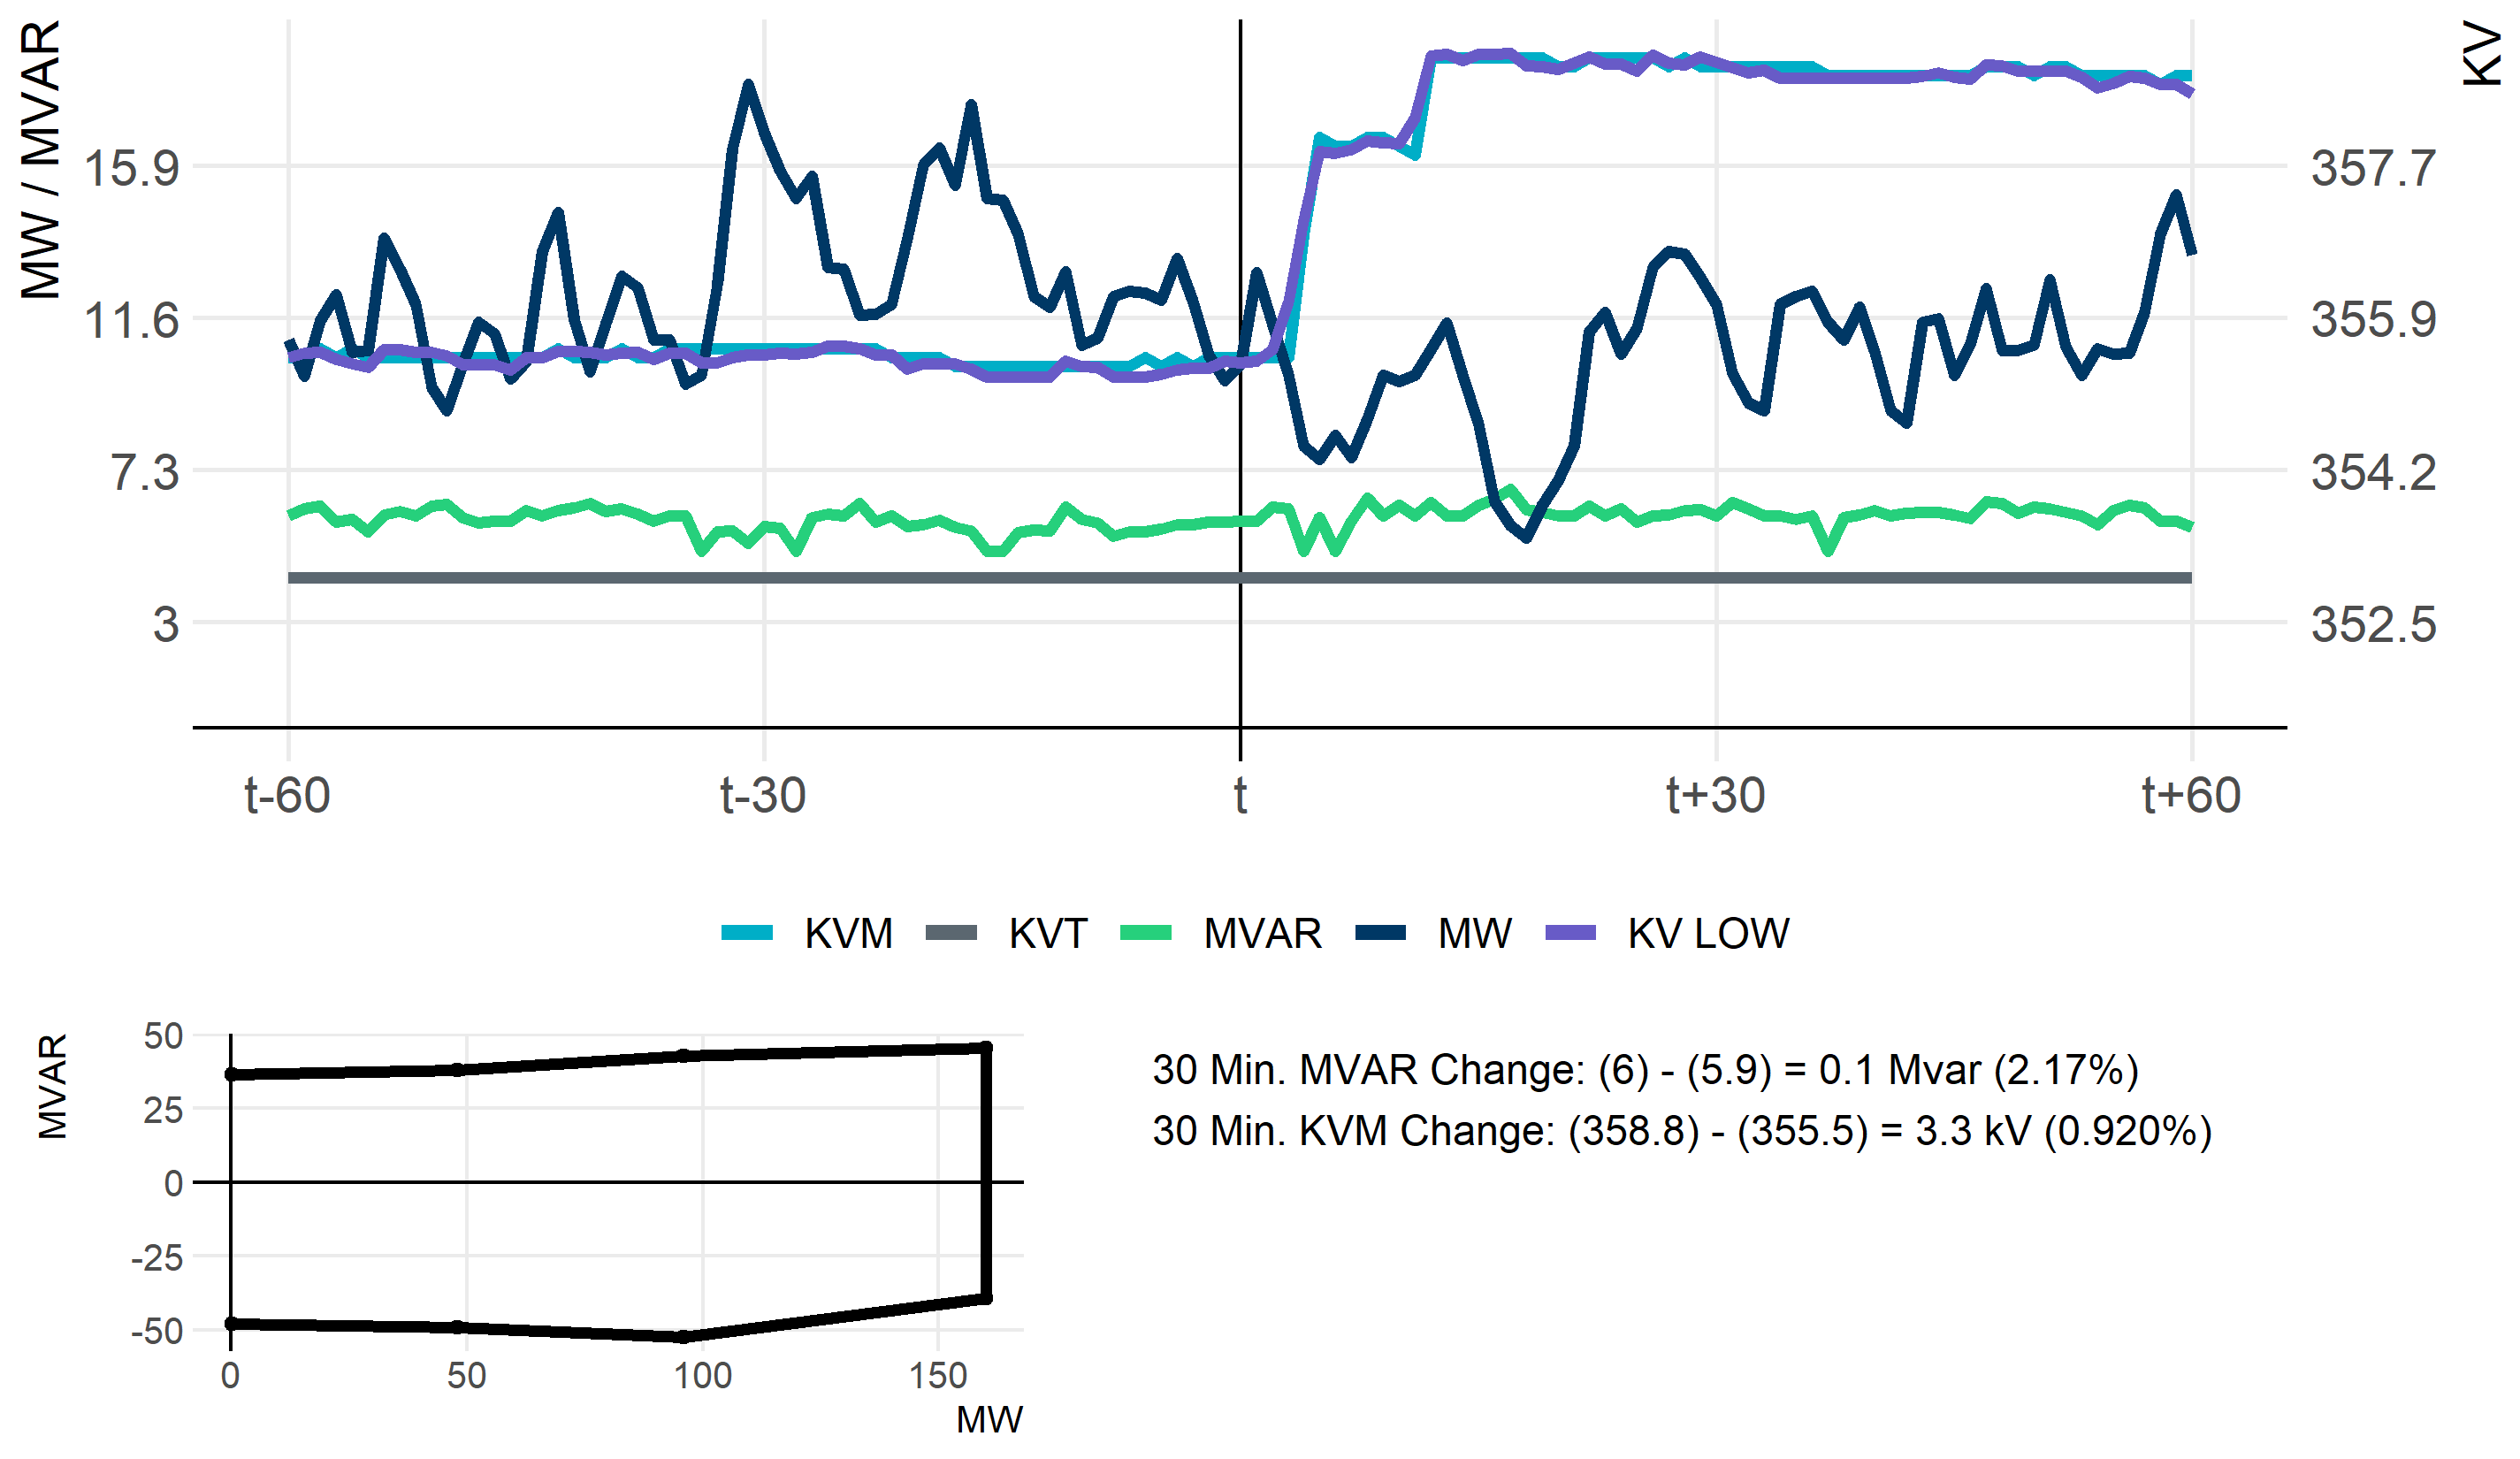 MW / MVAR
KV
15.9
11.6
7.3
3
357.7
355.9
354.2
352.5
t-60 t-30 t t+30 t+60
KVM KVT MVAR MW KV LOW
MVAR
50
25
0
-25
-50
0 50 100 150
MW
30 Min. MVAR Change: (6) - (5.9) = 0.1 Mvar (2.17%)
30 Min. KVM Change: (358.8) - (355.5) = 3.3 kV (0.920%)